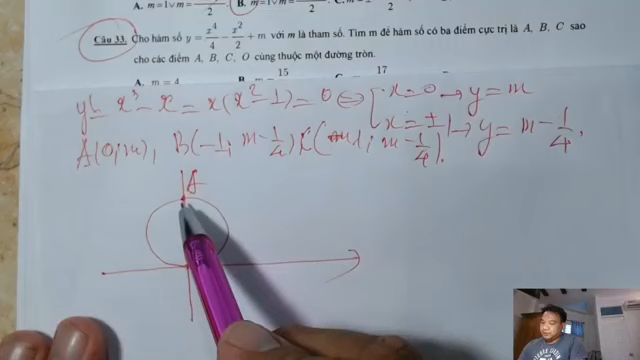 A. m = 1 ∨ m = 2 B. m = 1 ∨ m = 2
Câu 33. Cho hàm số y = x⁴/4 − x²/2 + m với m là tham số. Tìm m để hàm số có ba điểm cực trị là A, B, C sao
cho các điểm A, B, C, O cùng thuộc một đường tròn.
A. m = 4 B. 15 17
y' = x³ − x = x(x² − 1) = 0 ⇔ [ x = 0 → y = m
x = ±1 → y = m − 1/4.
A(0; m), B(−1; m − 1/4) C( 1; m − 1/4).
A